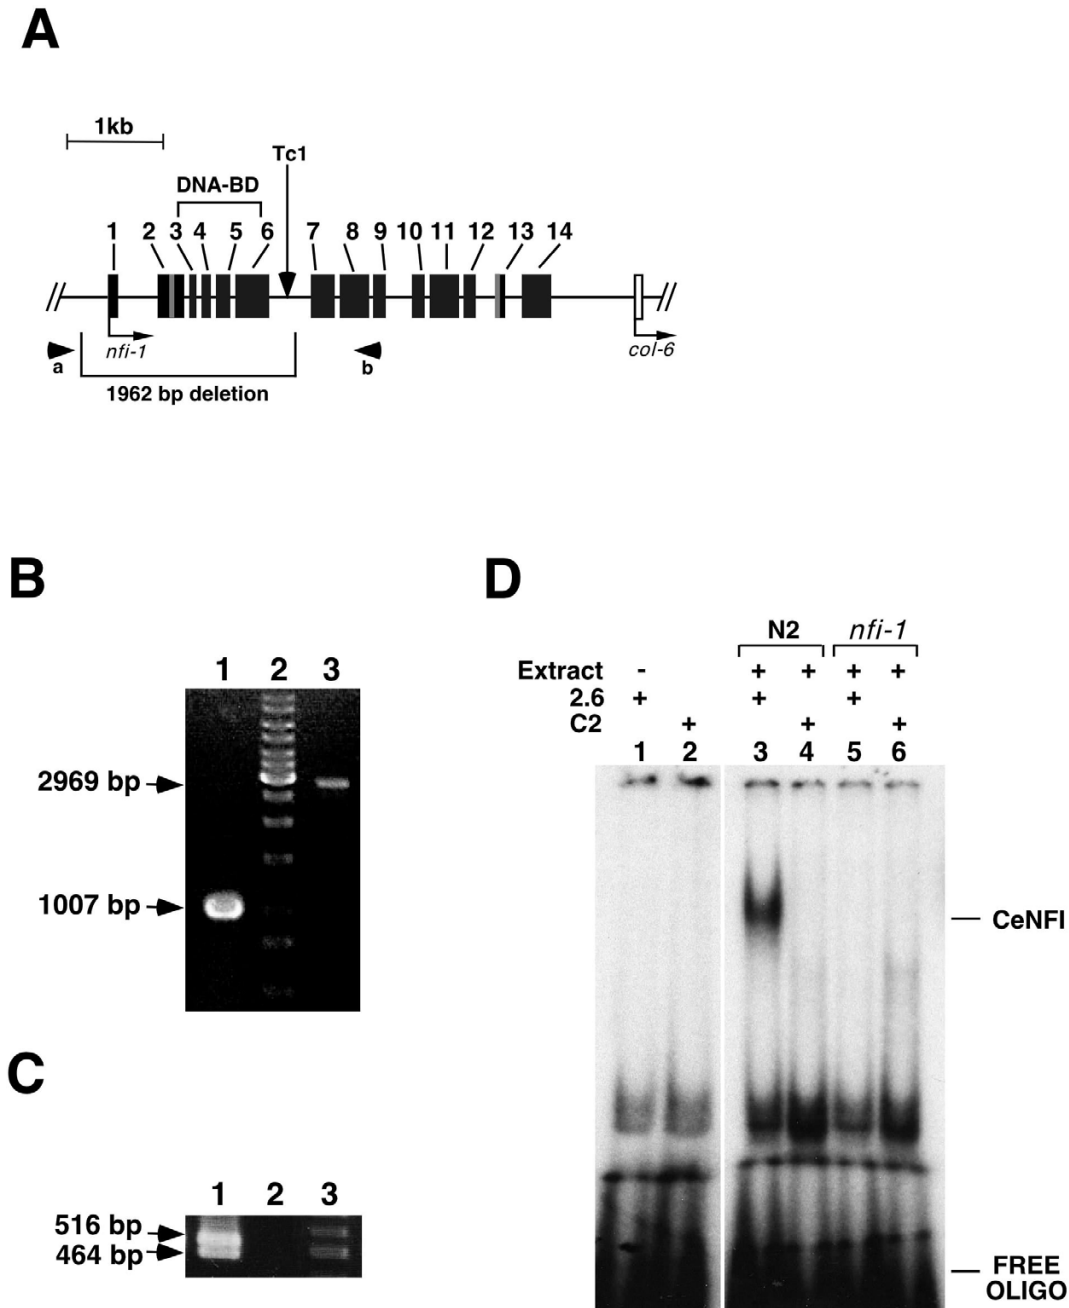 A
1kb
Tc1
DNA-BD
1 2 3 4 5 6 7 8 9 10 11 12 13 14
nfi-1
col-6
a
b
1962 bp deletion
B
1 2 3
2969 bp
1007 bp
C
1 2 3
516 bp
464 bp
D
N2 nfi-1
Extract - + + + +
2.6 + + +
C2 + + +
1 2 3 4 5 6
CeNFI
FREE
OLIGO